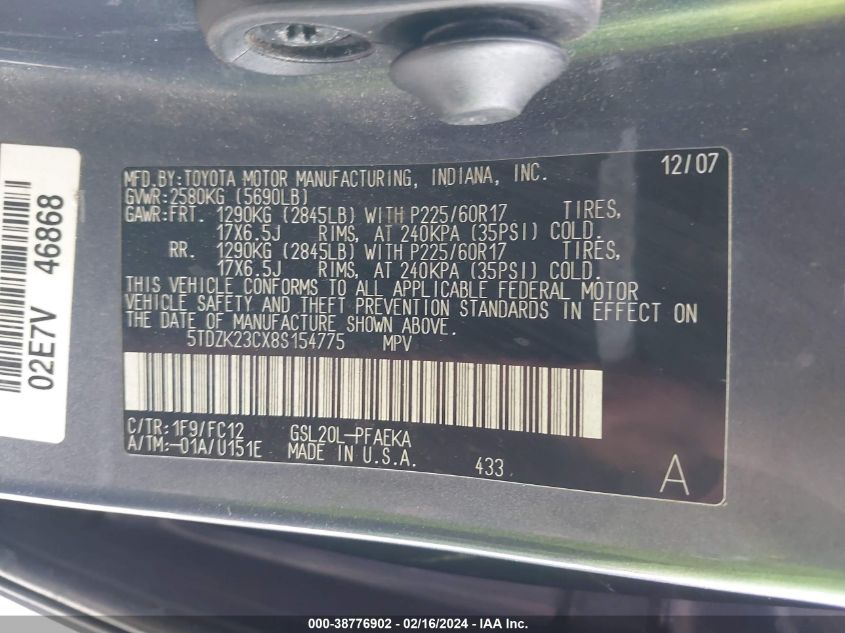 02E7V 46868
MFD.BY:TOYOTA MOTOR MANUFACTURING, INDIANA, INC. 12/07
GVWR:2580KG (5690LB)
GAWR:FRT. 1290KG (2845LB) WITH P225/60R17 TIRES,
17X6.5J RIMS, AT 240KPA (35PSI) COLD.
RR. 1290KG (2845LB) WITH P225/60R17 TIRES,
17X6.5J RIMS, AT 240KPA (35PSI) COLD.
THIS VEHICLE CONFORMS TO ALL APPLICABLE FEDERAL MOTOR
VEHICLE SAFETY AND THEFT PREVENTION STANDARDS IN EFFECT ON
THE DATE OF MANUFACTURE SHOWN ABOVE.
5TDZK23CX8S154775 MPV
C/TR:1F9/FC12 GSL20L-PFAEKA
A/TM:-01A/U151E MADE IN U.S.A. 433 A
000-38776902 - 02/16/2024 - IAA Inc.